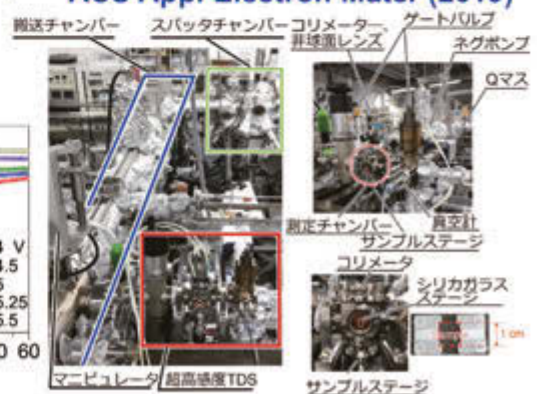 ACS Appl Electron Mater (2019)
搬送チャンバー
スパッタチャンバー
コリメーター、
非球面レンズ
ゲートバルブ
ネグポンプ
Qマス
測定チャンバー
真空計
サンプルステージ
コリメータ
シリカガラス
ステージ
1 cm
サンプルステージ
マニピュレータ
超高感度TDS
V
5.25
5.5
60